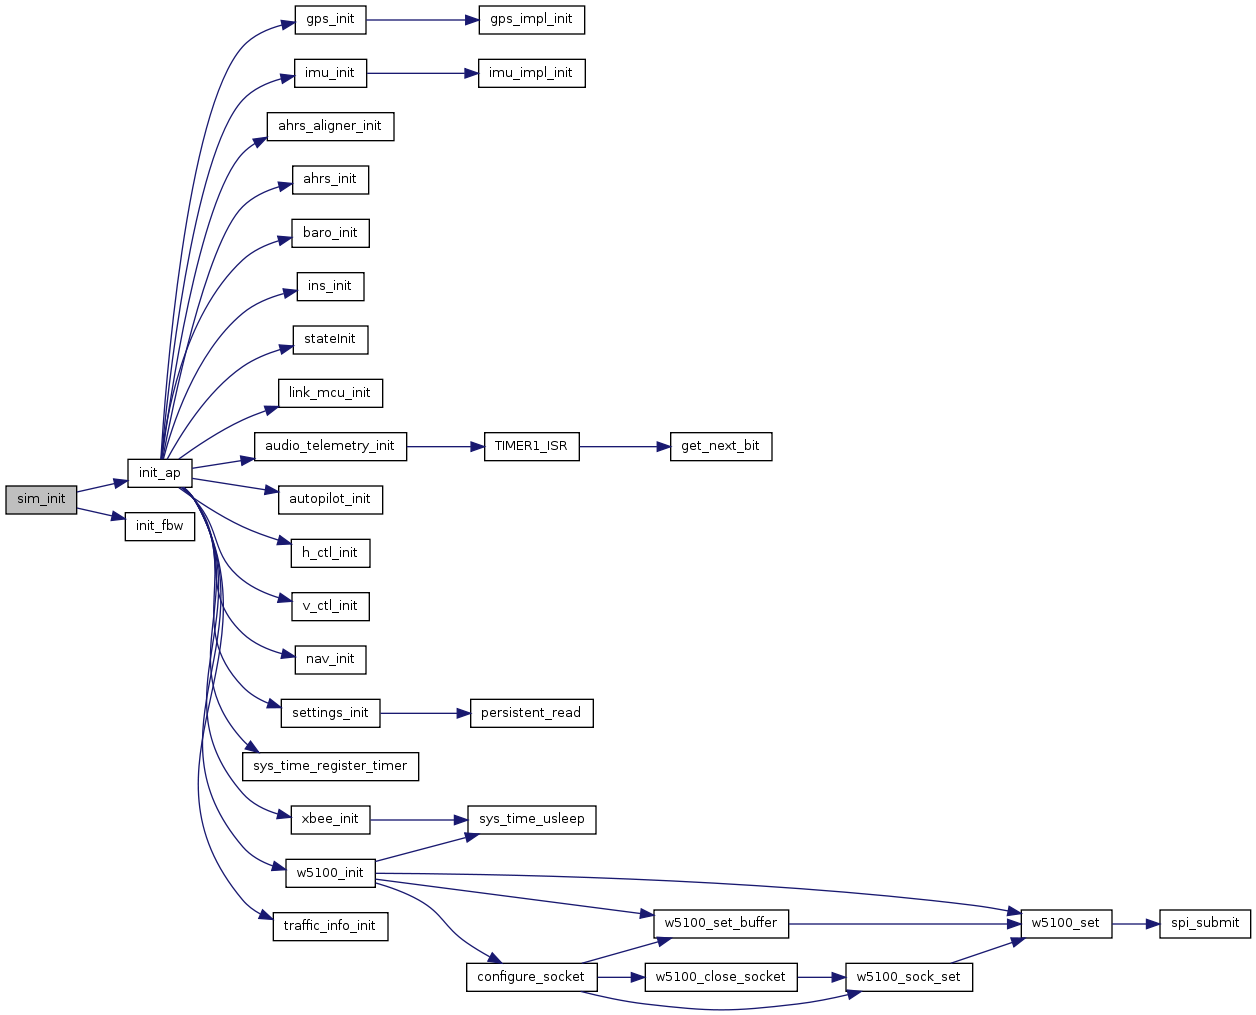 gps_init
gps_impl_init
imu_init
imu_impl_init
ahrs_aligner_init
ahrs_init
baro_init
ins_init
stateInit
link_mcu_init
audio_telemetry_init
TIMER1_ISR
get_next_bit
init_ap
sim_init
autopilot_init
init_fbw
h_ctl_init
v_ctl_init
nav_init
settings_init
persistent_read
sys_time_register_timer
xbee_init
sys_time_usleep
w5100_init
traffic_info_init
w5100_set_buffer
w5100_set
spi_submit
configure_socket
w5100_close_socket
w5100_sock_set